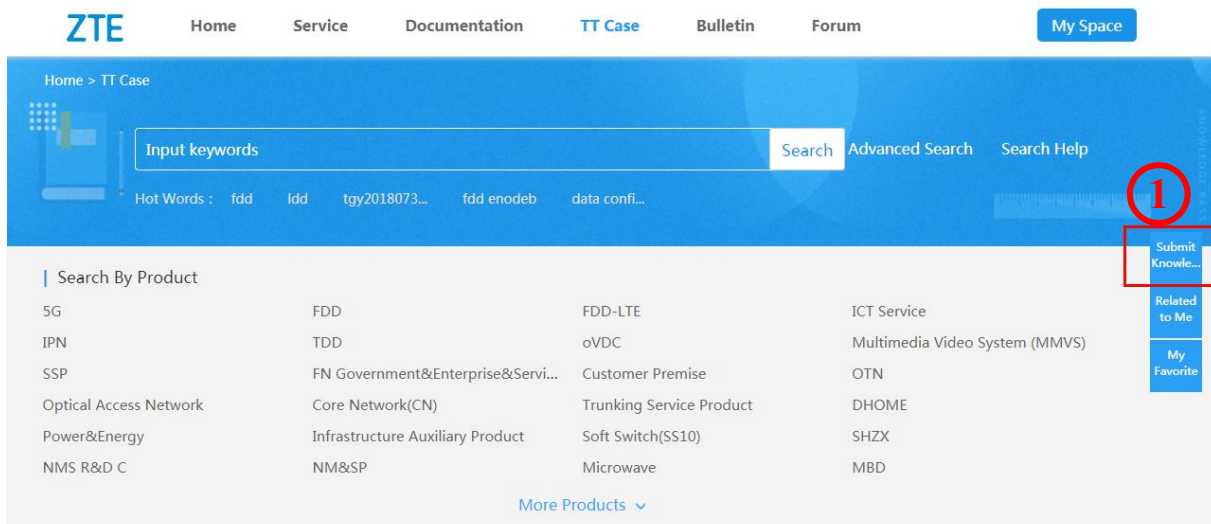 ZTE Home Service Documentation TT Case Bulletin Forum My Space
Home > TT Case
Input keywords Search Advanced Search Search Help
Hot Words : fdd ldd tgy2018073... fdd enodeb data confi...
1
Submit
Knowle...
Related
to Me
My
Favorite
Search By Product
5G FDD FDD-LTE ICT Service
IPN TDD oVDC Multimedia Video System (MMVS)
SSP FN Government&Enterprise&Servi... Customer Premise OTN
Optical Access Network Core Network(CN) Trunking Service Product DHOME
Power&Energy Infrastructure Auxiliary Product Soft Switch(SS10) SHZX
NMS R&D C NM&SP Microwave MBD
More Products